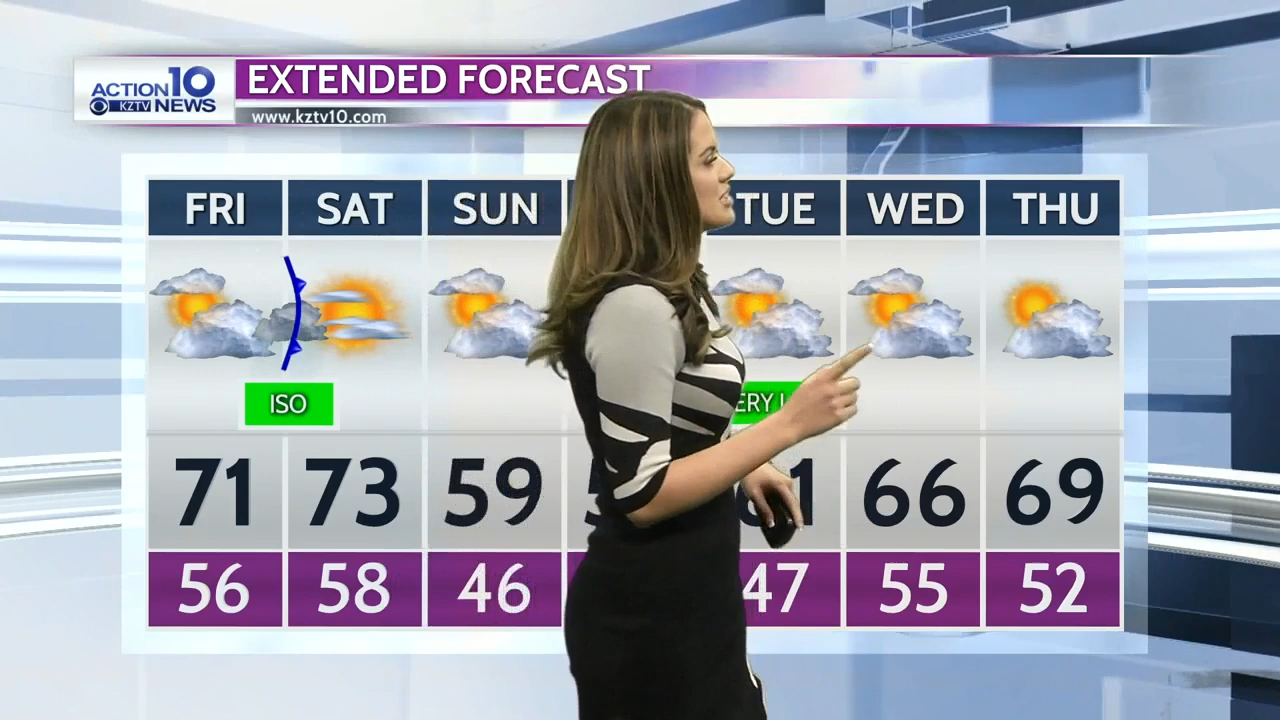 ACTION 10
KZTV NEWS
EXTENDED FORECAST
www.kztv10.com
FRI SAT SUN TUE WED THU
ISO
71 73 59 66 69
56 58 46 47 55 52